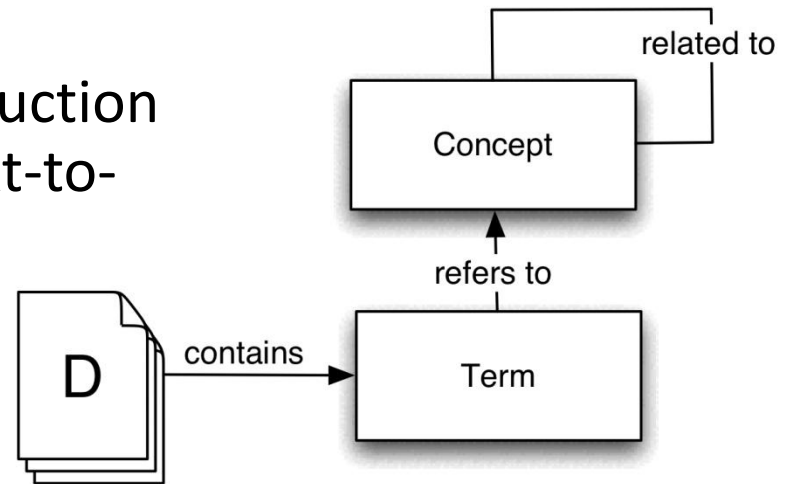 related to
uction
Concept
t-to-
refers to
contains
D
Term